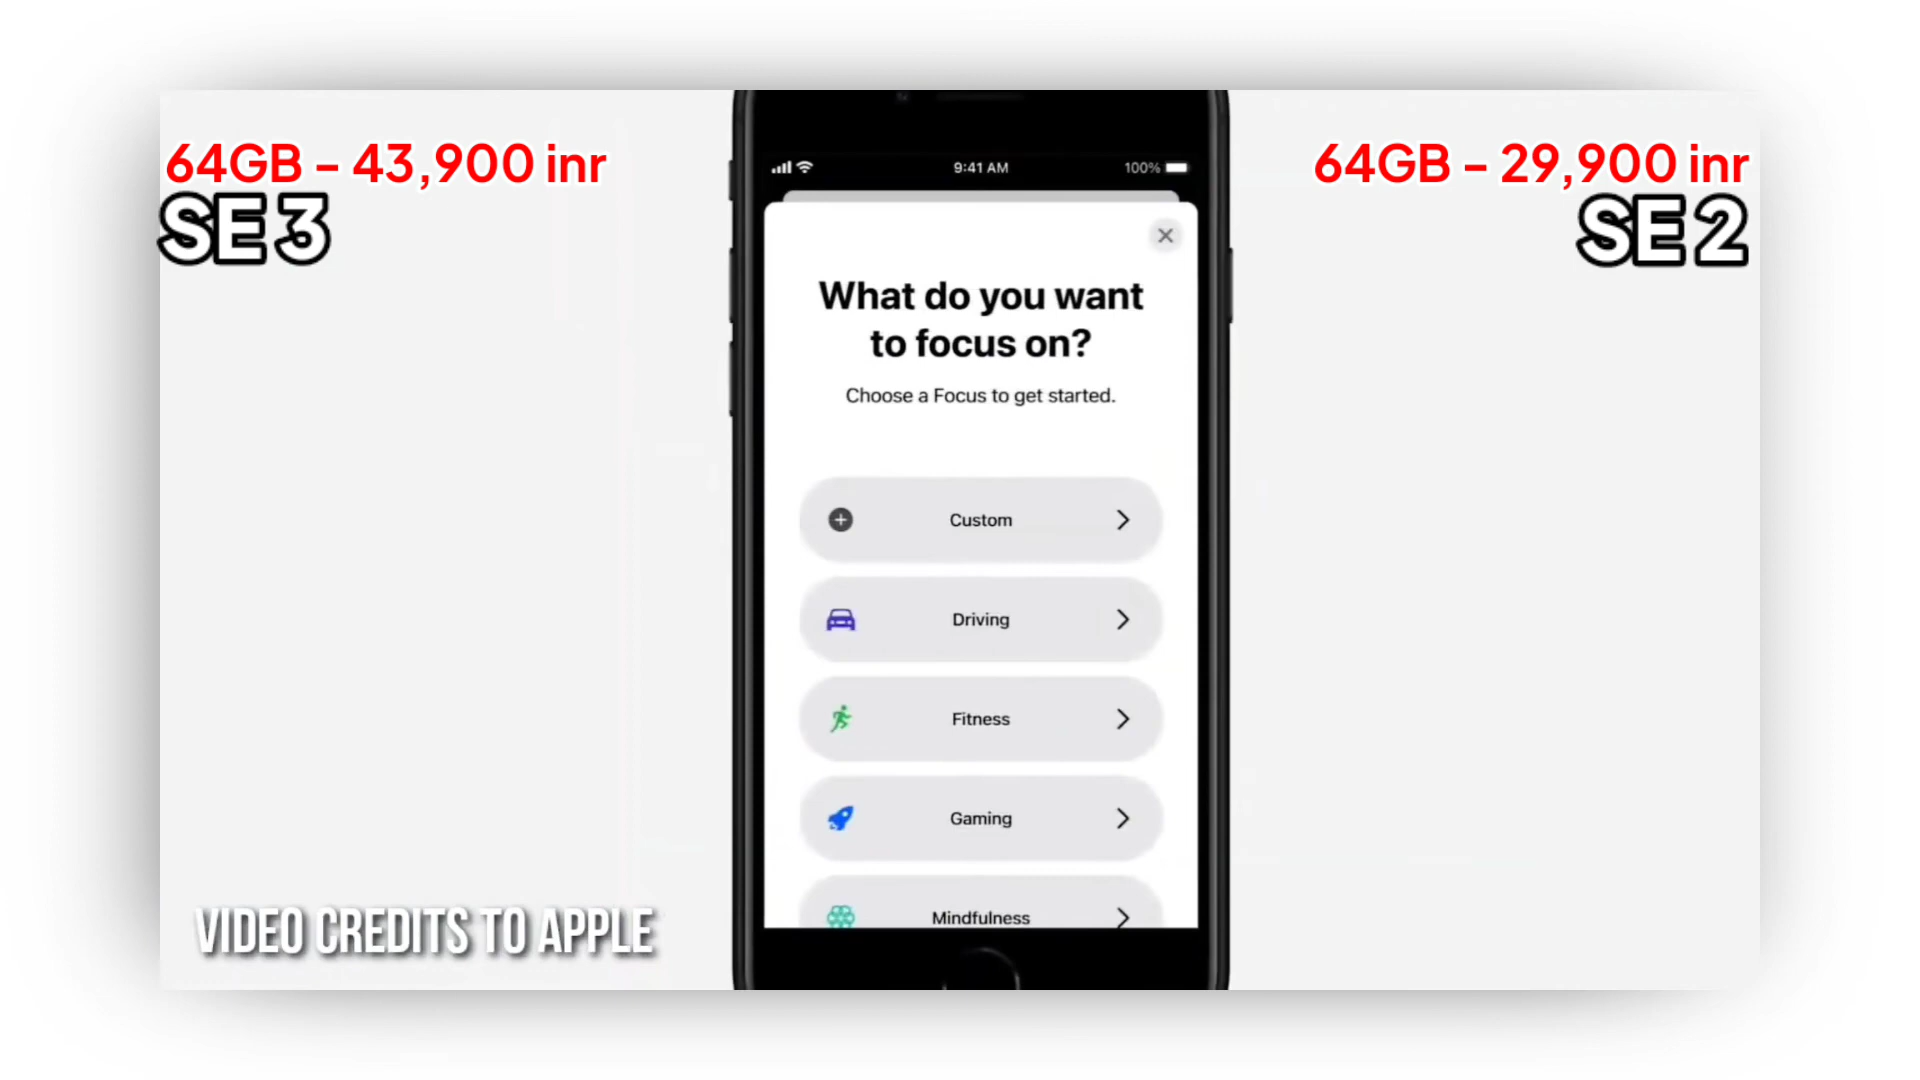 64GB – 43,900 inr
SE 3
64GB – 29,900 inr
SE 2
9:41 AM
100%
What do you want
to focus on?
Choose a Focus to get started.
Custom
Driving
Fitness
Gaming
Mindfulness
VIDEO CREDITS TO APPLE